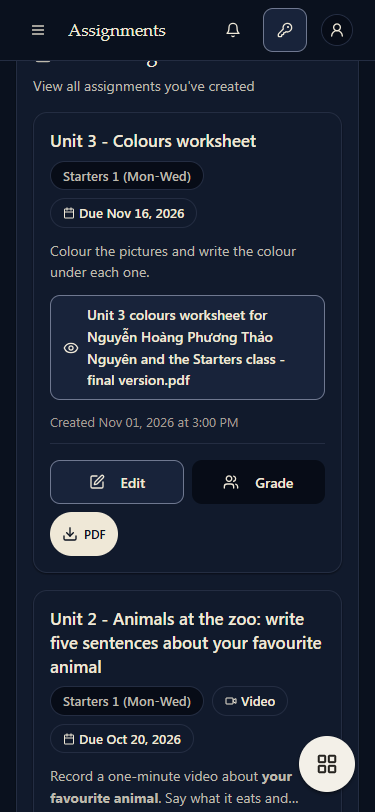 Assignments
View all assignments you've created
Unit 3 - Colours worksheet
Starters 1 (Mon-Wed)
Due Nov 16, 2026
Colour the pictures and write the colour
under each one.
Unit 3 colours worksheet for
Nguyễn Hoàng Phương Thảo
Nguyên and the Starters class -
final version.pdf
Created Nov 01, 2026 at 3:00 PM
Edit
Grade
PDF
Unit 2 - Animals at the zoo: write
five sentences about your favourite
animal
Starters 1 (Mon-Wed)
Video
Due Oct 20, 2026
Record a one-minute video about your
favourite animal. Say what it eats and...